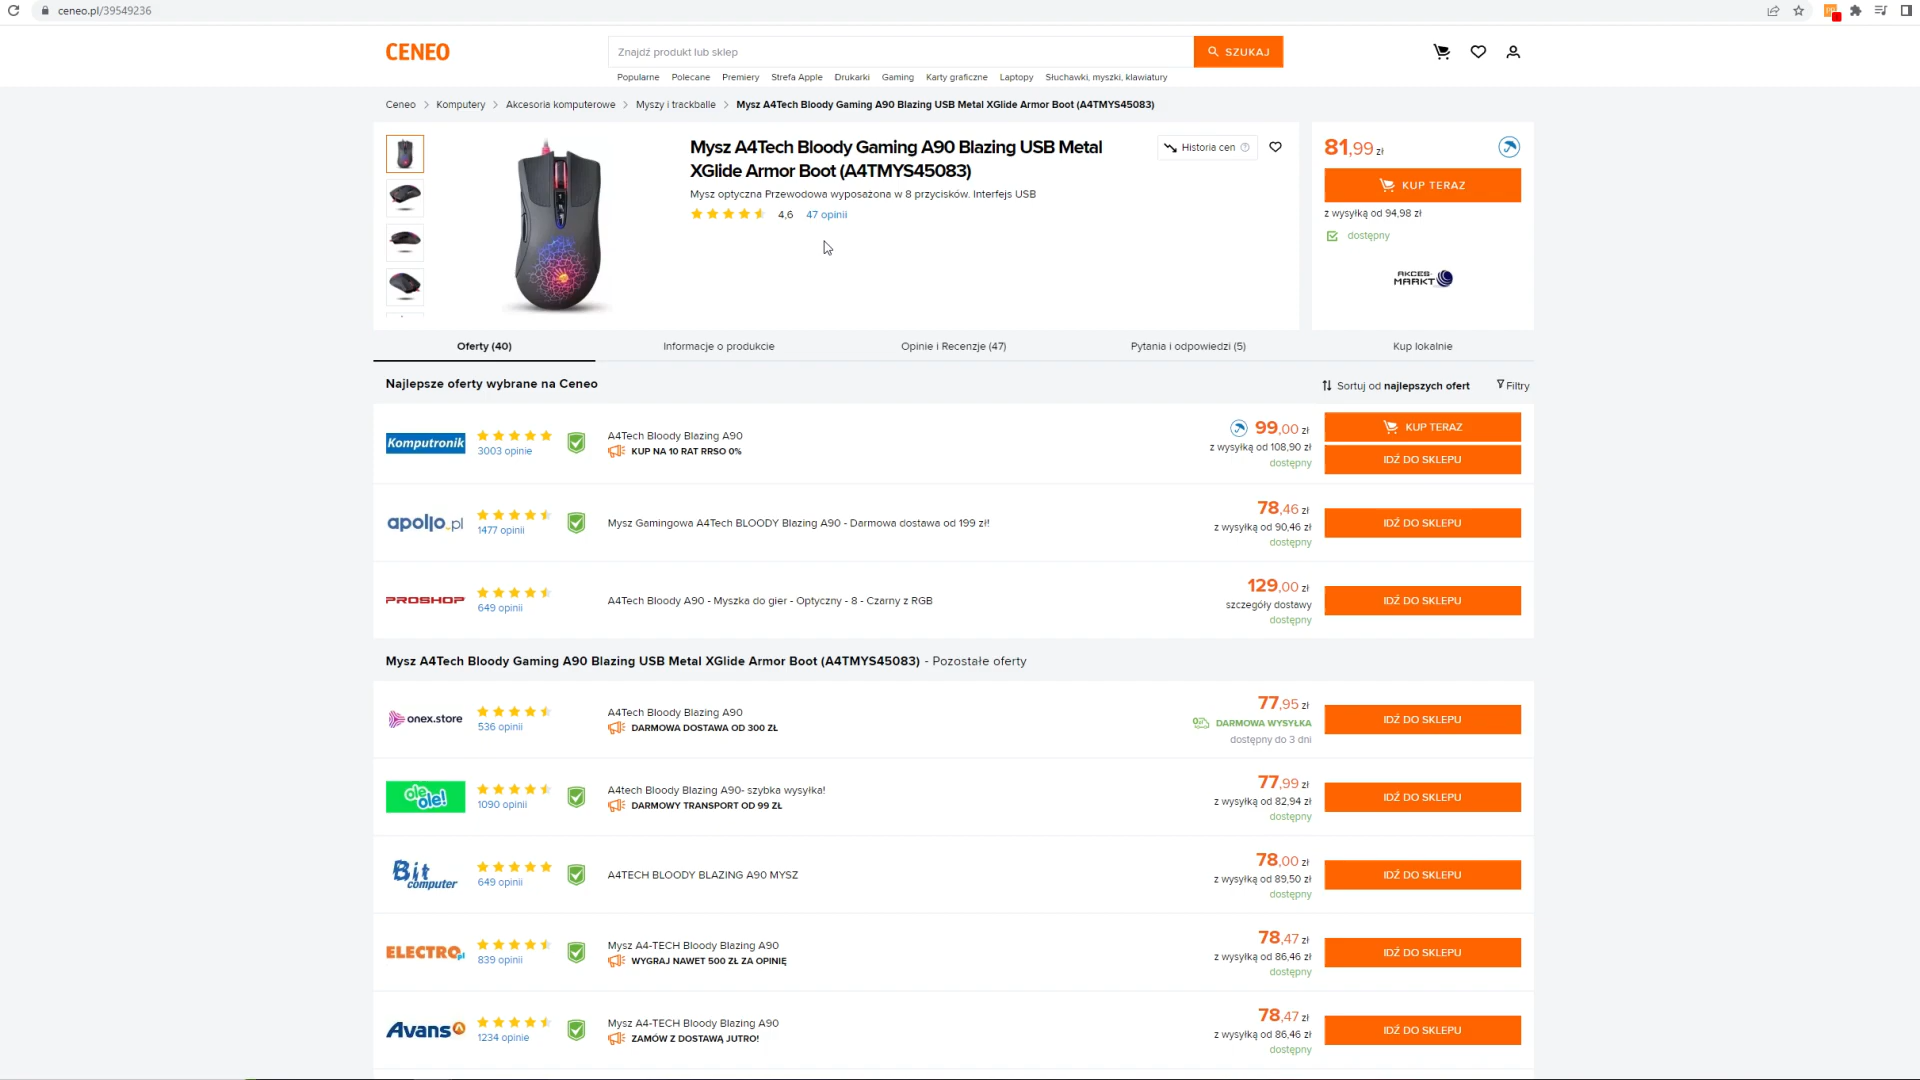 ceneo.pl/39549236
CENEO
Znajdź produkt lub sklep
SZUKAJ
Popularne Polecane Premiery Strefa Apple Drukarki Gaming Karty graficzne Laptopy Słuchawki, myszki, klawiatury
Ceneo > Komputery > Akcesoria komputerowe > Myszy i trackballe > Mysz A4Tech Bloody Gaming A90 Blazing USB Metal XGlide Armor Boot (A4TMYS45083)
Mysz A4Tech Bloody Gaming A90 Blazing USB Metal
XGlide Armor Boot (A4TMYS45083)
Historia cen
Mysz optyczna Przewodowa wyposażona w 8 przycisków. Interfejs USB
4,6 47 opinii
81,99 zł
KUP TERAZ
z wysyłką od 94,98 zł
dostępny
AKCES-
MARKT
Oferty (40)
Informacje o produkcie
Opinie i Recenzje (47)
Pytania i odpowiedzi (5)
Kup lokalnie
Najlepsze oferty wybrane na Ceneo
Sortuj od najlepszych ofert
Filtry
Komputronik
3003 opinie
A4Tech Bloody Blazing A90
KUP NA 10 RAT RRSO 0%
99,00 zł
z wysyłką od 108,90 zł
dostępny
KUP TERAZ
IDŹ DO SKLEPU
apollo.pl
1477 opinii
Mysz Gamingowa A4Tech BLOODY Blazing A90 - Darmowa dostawa od 199 zł!
78,46 zł
z wysyłką od 90,46 zł
dostępny
IDŹ DO SKLEPU
PROSHOP
649 opinii
A4Tech Bloody A90 - Myszka do gier - Optyczny - 8 - Czarny z RGB
129,00 zł
szczegóły dostawy
dostępny
IDŹ DO SKLEPU
Mysz A4Tech Bloody Gaming A90 Blazing USB Metal XGlide Armor Boot (A4TMYS45083) - Pozostałe oferty
onex.store
536 opinii
A4Tech Bloody Blazing A90
DARMOWA DOSTAWA OD 300 ZŁ
77,95 zł
DARMOWA WYSYŁKA
dostępny do 3 dni
IDŹ DO SKLEPU
ole ole!
1090 opinii
A4tech Bloody Blazing A90- szybka wysyłka!
DARMOWY TRANSPORT OD 99 ZŁ
77,99 zł
z wysyłką od 82,94 zł
dostępny
IDŹ DO SKLEPU
Bit
computer
649 opinii
A4TECH BLOODY BLAZING A90 MYSZ
78,00 zł
z wysyłką od 89,50 zł
dostępny
IDŹ DO SKLEPU
ELECTRO.pl
839 opinii
Mysz A4-TECH Bloody Blazing A90
WYGRAJ NAWET 500 ZŁ ZA OPINIĘ
78,47 zł
z wysyłką od 86,46 zł
dostępny
IDŹ DO SKLEPU
Avans
1234 opinie
Mysz A4-TECH Bloody Blazing A90
ZAMÓW Z DOSTAWĄ JUTRO!
78,47 zł
z wysyłką od 86,46 zł
dostępny
IDŹ DO SKLEPU